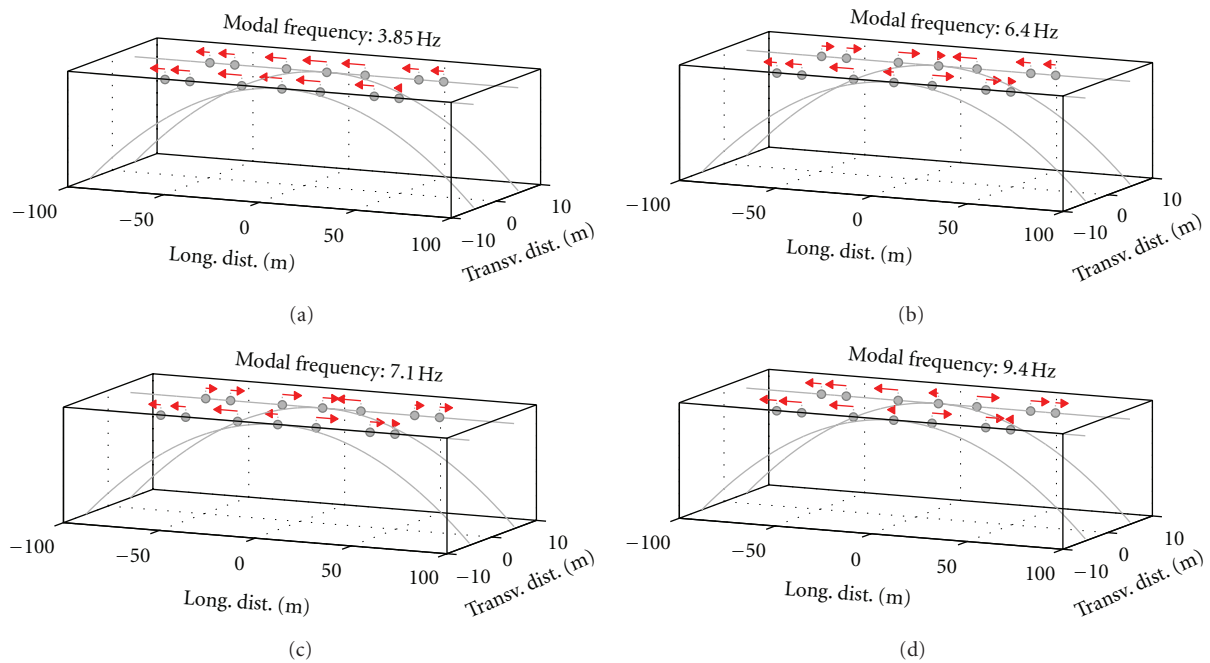 Modal frequency: 3.85 Hz
−100
−50
0
50
100
Long. dist. (m)
−10
0
10
Transv. dist. (m)
(a)
Modal frequency: 6.4 Hz
−100
−50
0
50
100
Long. dist. (m)
−10
0
10
Transv. dist. (m)
(b)
Modal frequency: 7.1 Hz
−100
−50
0
50
100
Long. dist. (m)
−10
0
10
Transv. dist. (m)
(c)
Modal frequency: 9.4 Hz
−100
−50
0
50
100
Long. dist. (m)
−10
0
10
Transv. dist. (m)
(d)